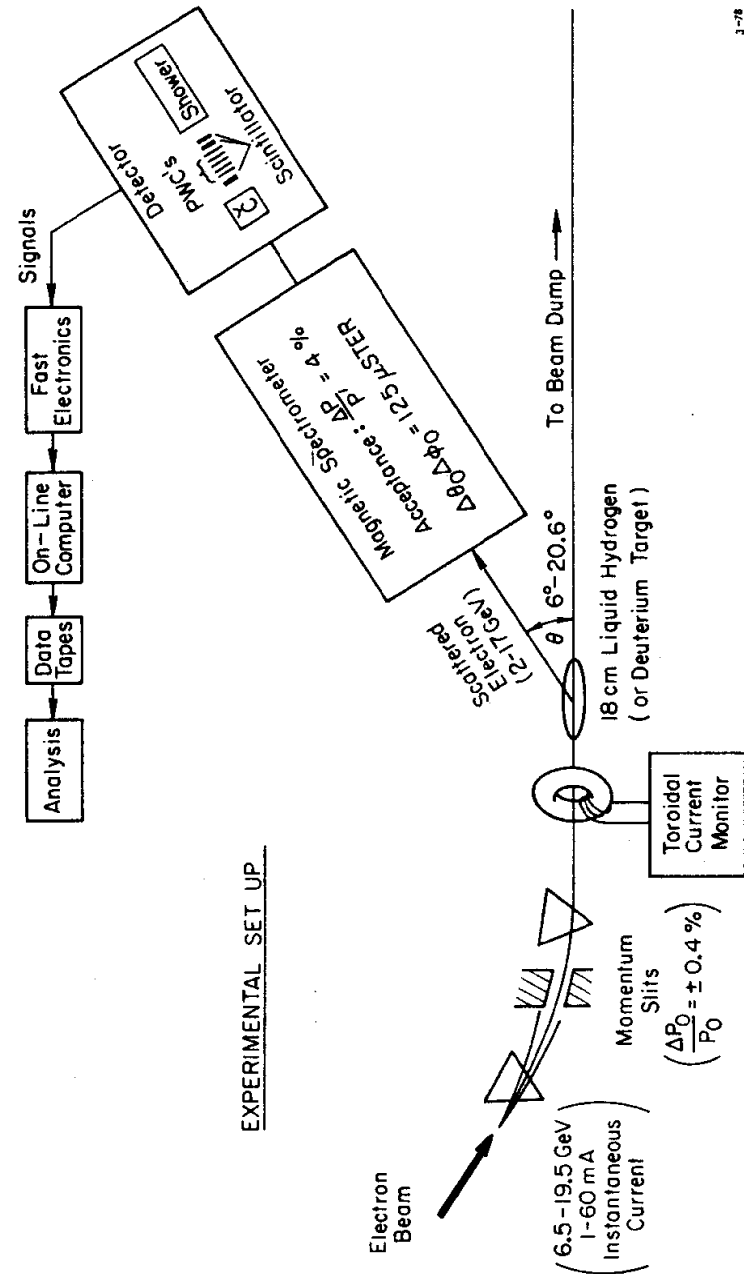 EXPERIMENTAL SET UP
Electron
Beam
(6.5-19.5 GeV
1-60 mA
Instantaneous
Current)
Momentum
Slits
(ΔP0/P0 = ± 0.4 %)
Toroidal
Current
Monitor
18 cm Liquid Hydrogen
(or Deuterium Target)
θ 6°-20.6°
To Beam Dump
Scattered
Electron
(2-17 GeV)
Magnetic Spectrometer
Acceptance: ΔP/P' = 4 %
Δθ0Δϕ0 = 125 μSTER
Detector
PWC's
Shower
Č
Scintillator
Signals
Fast
Electronics
On-Line
Computer
Data
Tapes
Analysis
3-78